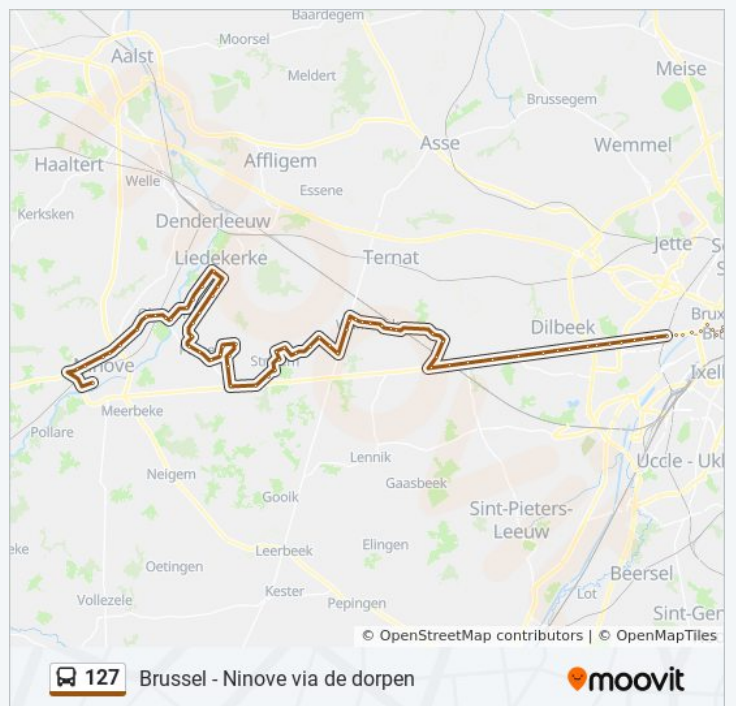 Baardegem
Moorsel
Aalst
Meldert
Meise
Brussegem
Asse
Wemmel
Haaltert
Affligem
Welle
Essene
Kerksken
Denderleeuw
Jette
Liedekerke
Ternat
Dilbeek
Meerbeke
Pollare
Lennik
Neigem
Gaasbeek
Gooik
Sint-Pieters-
Leeuw
Elingen
Leerbeek
Oetingen
Beersel
Kester
Lot
Vollezele
Pepingen
© OpenStreetMap contributors | © OpenMapTiles
127 Brussel - Ninove via de dorpen
moovit